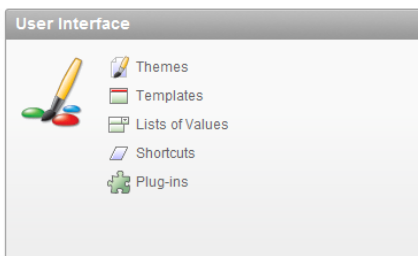 User Interface
Themes
Templates
Lists of Values
Shortcuts
Plug-ins